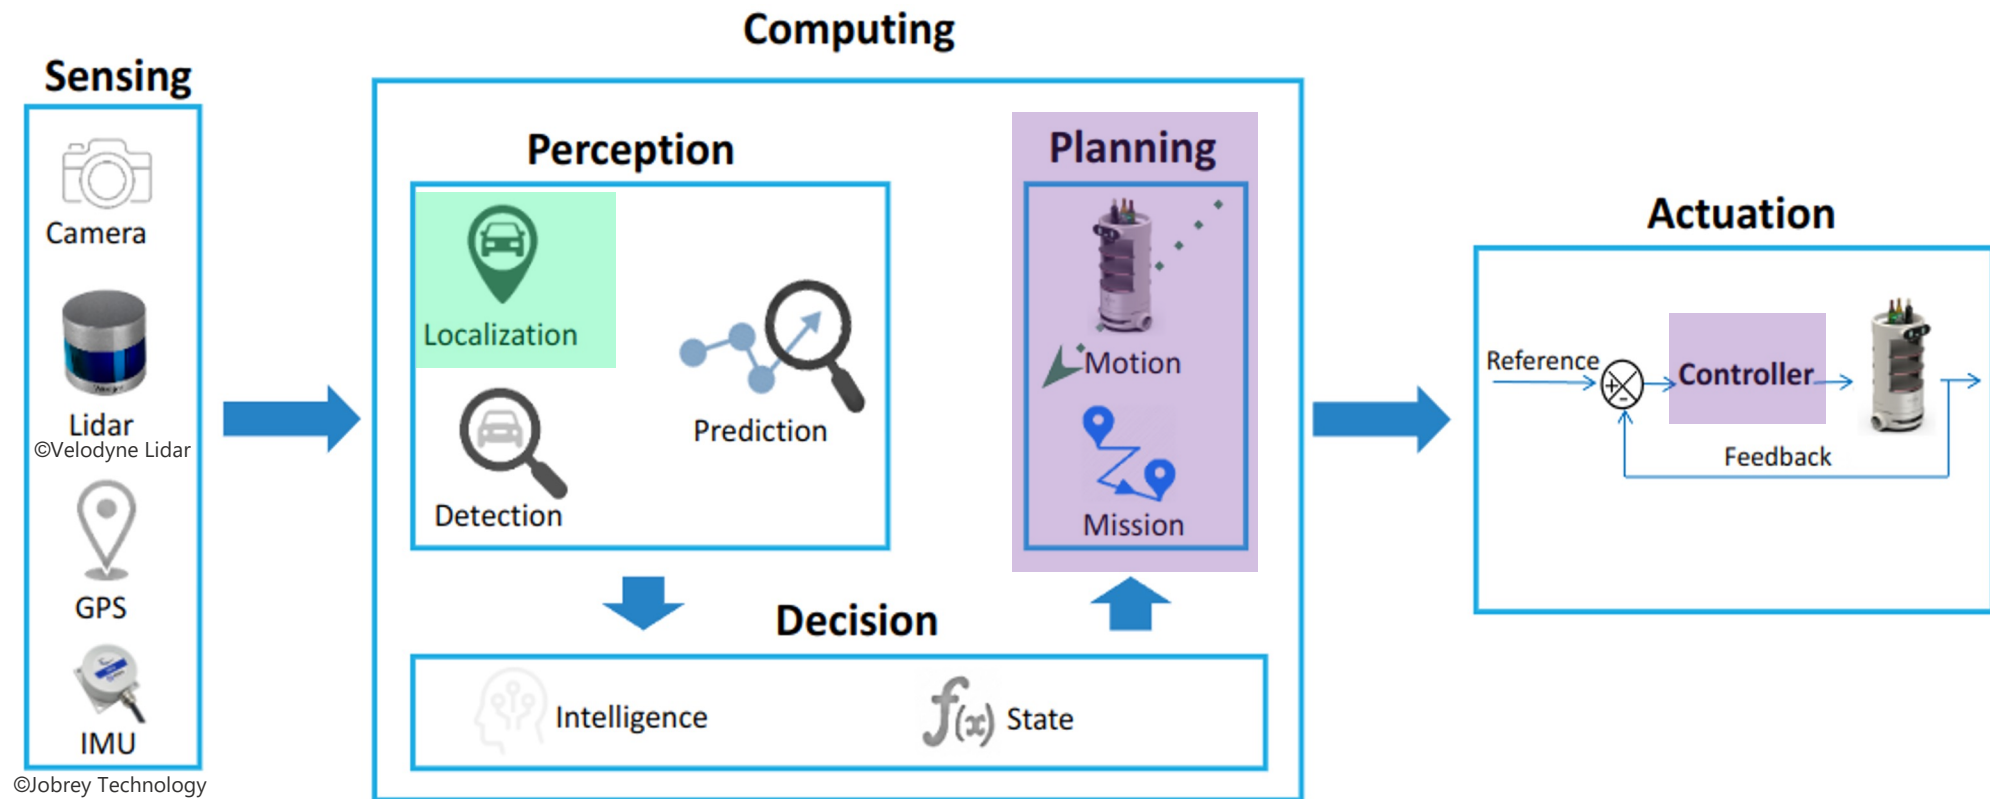 Computing
Sensing
Camera
Lidar
©Velodyne Lidar
GPS
IMU
©Jobrey Technology
Perception
Localization
Detection
Prediction
Planning
Motion
Mission
Decision
Intelligence
f(x) State
Actuation
Reference
+
-
Controller
Feedback